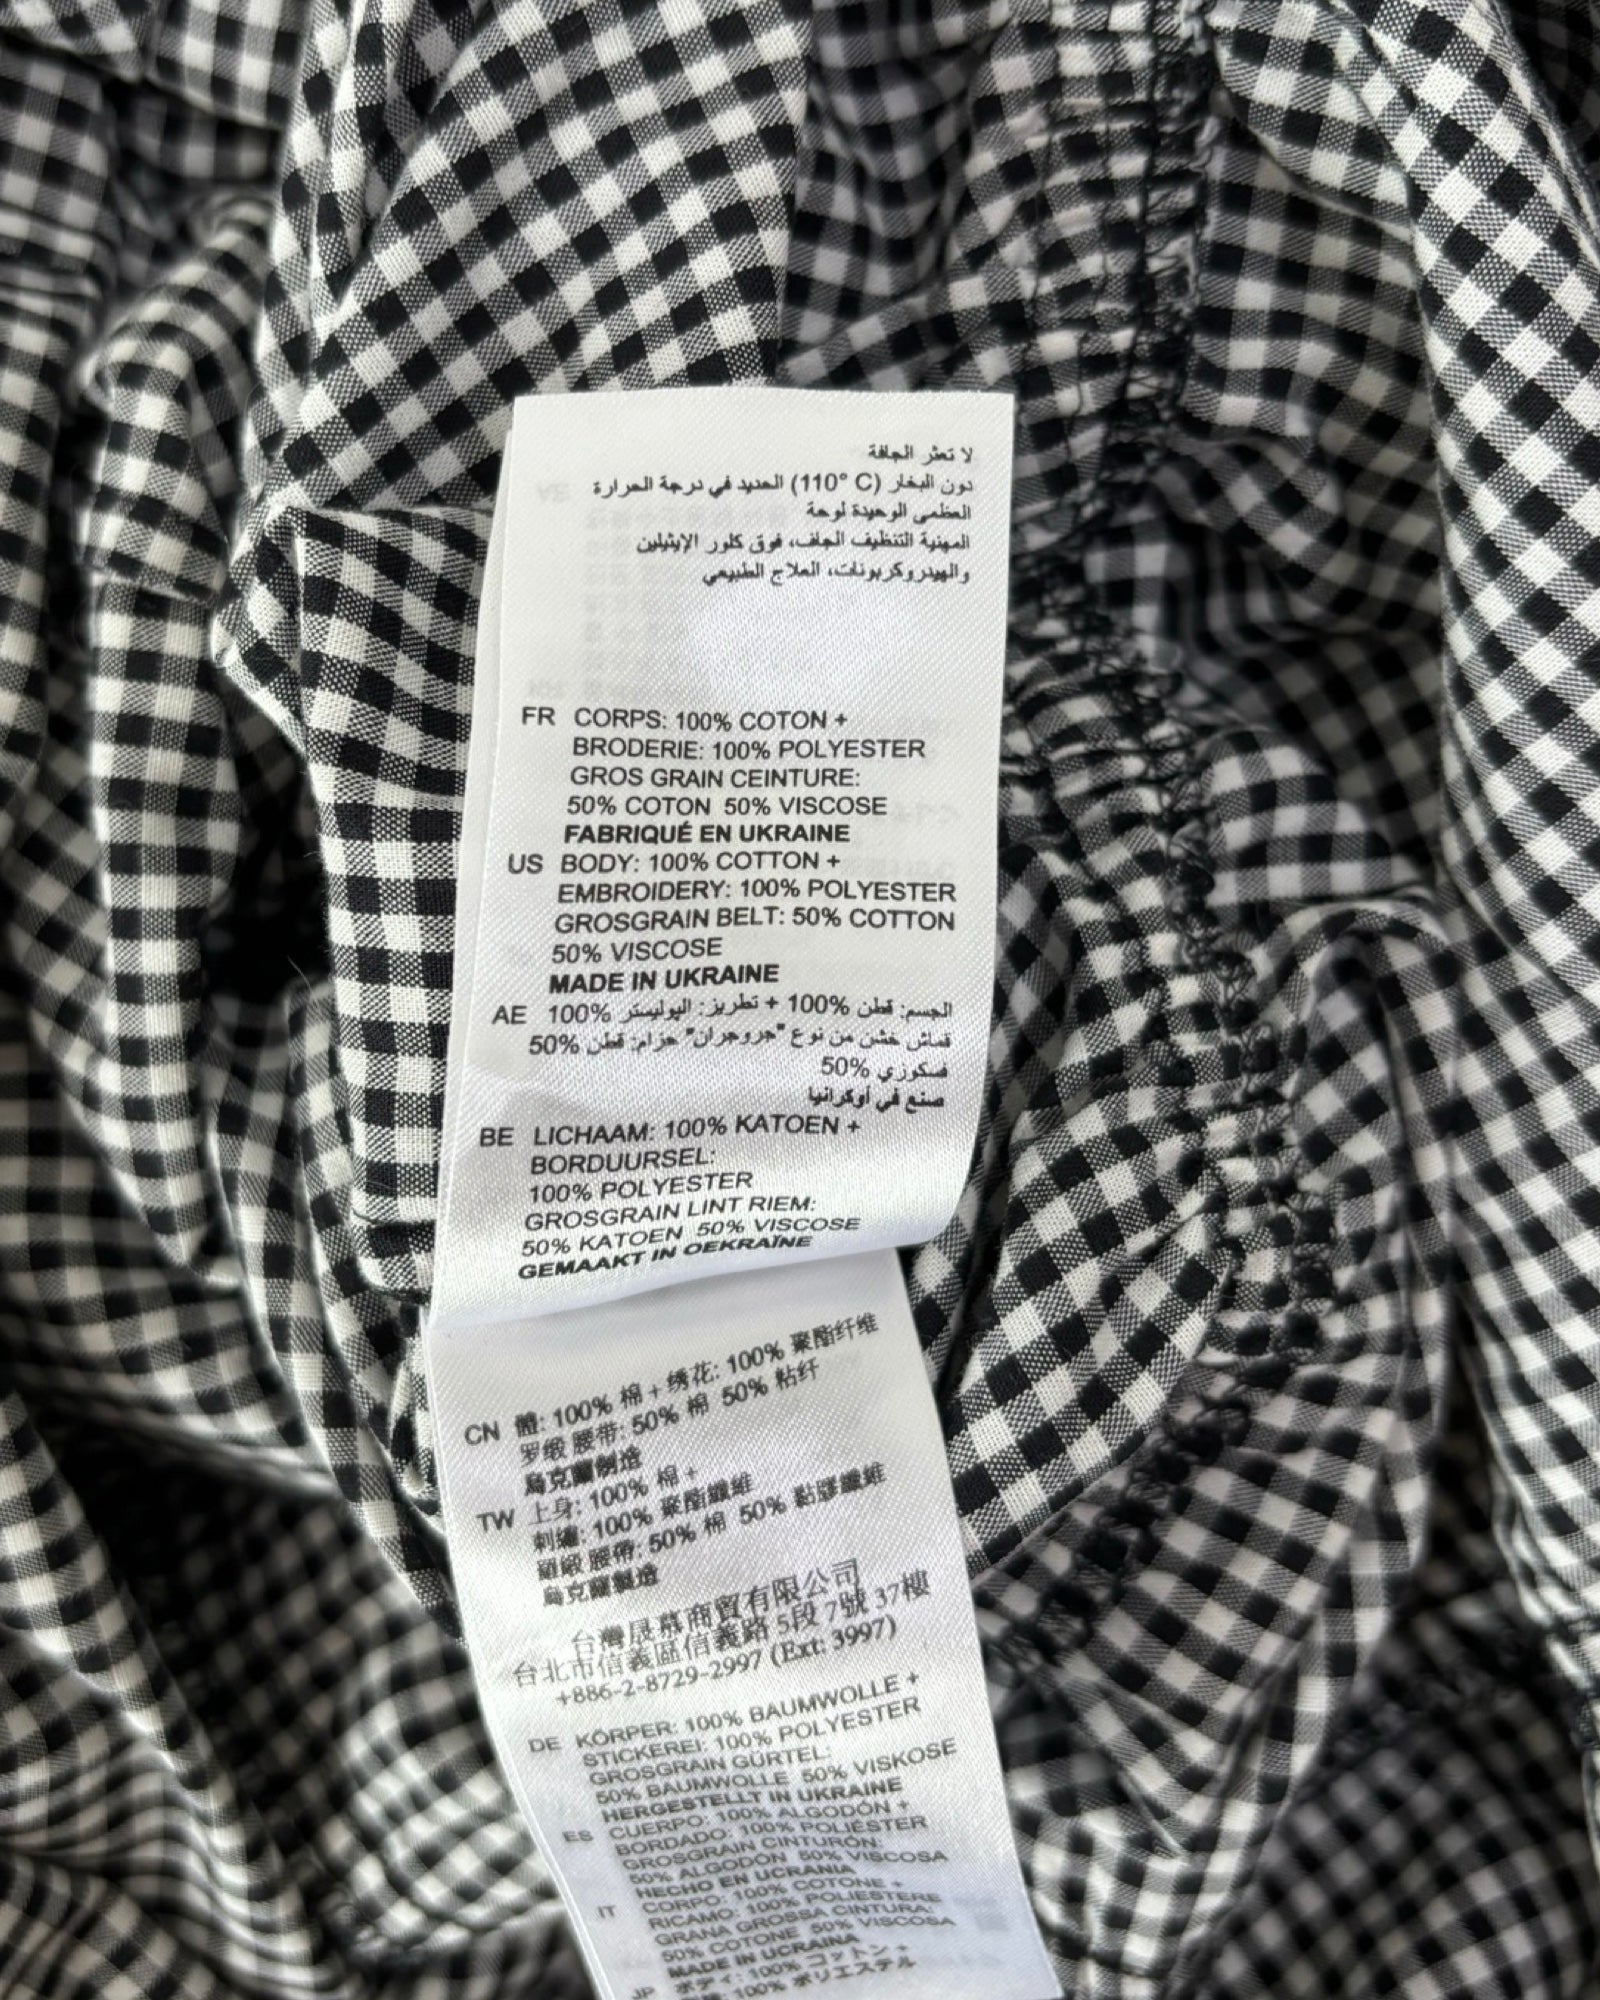 لا تعثر الجافة
دون البخار (110° C) الحديد في درجة الحرارة
العظمى الوحيدة لوحة
المهنية التنظيف الجاف، فوق كلور الإيثيلين
والهيدروكربونات، العلاج الطبيعي
FR CORPS: 100% COTON +
BRODERIE: 100% POLYESTER
GROS GRAIN CEINTURE:
50% COTON 50% VISCOSE
FABRIQUÉ EN UKRAINE
US BODY: 100% COTTON +
EMBROIDERY: 100% POLYESTER
GROSGRAIN BELT: 50% COTTON
50% VISCOSE
MADE IN UKRAINE
AE الجسم: قطن 100% + تطريز: البوليستر 100%
قماش خشن من نوع "جروجران" حزام: قطن 50%
فسكوزي 50%
صنع في أوكرانيا
BE LICHAAM: 100% KATOEN +
BORDUURSEL:
100% POLYESTER
GROSGRAIN LINT RIEM:
50% KATOEN 50% VISCOSE
GEMAAKT IN OEKRAÏNE
CN 體: 100% 棉 + 绣花: 100% 聚酯纤维
罗缎 腰带: 50% 棉 50% 粘纤
烏克蘭制造
TW 上身: 100% 棉 +
刺繡: 100% 聚酯纖維
腰帶: 50% 棉 50% 黏膠纖維
烏克蘭製造
台灣晟慕商貿有限公司
台北市信義區信義路 5段 7號 37樓
+886-2-8729-2997 (Ext: 3997)
DE KÖRPER: 100% BAUMWOLLE +
STICKEREI: 100% POLYESTER
GROSGRAIN GÜRTEL:
50% BAUMWOLLE 50% VISKOSE
HERGESTELLT IN UKRAINE
ES CUERPO: 100% ALGODÓN +
BORDADO: 100% POLIÉSTER
GROSGRAIN CINTURÓN:
50% ALGODÓN 50% VISCOSA
HECHO EN UCRANIA
IT CORPO: 100% COTONE +
RICAMO: 100% POLIESTERE
GRANA GROSSA CINTURA:
50% COTONE 50% VISCOSA
MADE IN UCRAINA
JP ボディ: 100% コットン +
100% ポリエステル